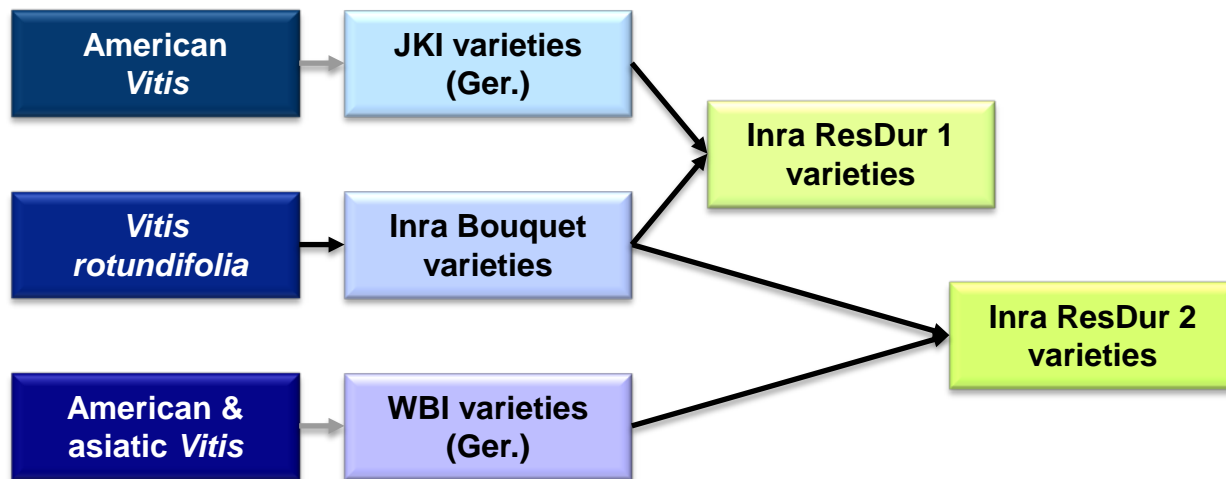 American
Vitis
JKI varieties
(Ger.)
Inra ResDur 1
varieties
Vitis
rotundifolia
Inra Bouquet
varieties
Inra ResDur 2
varieties
American &
asiatic Vitis
WBI varieties
(Ger.)